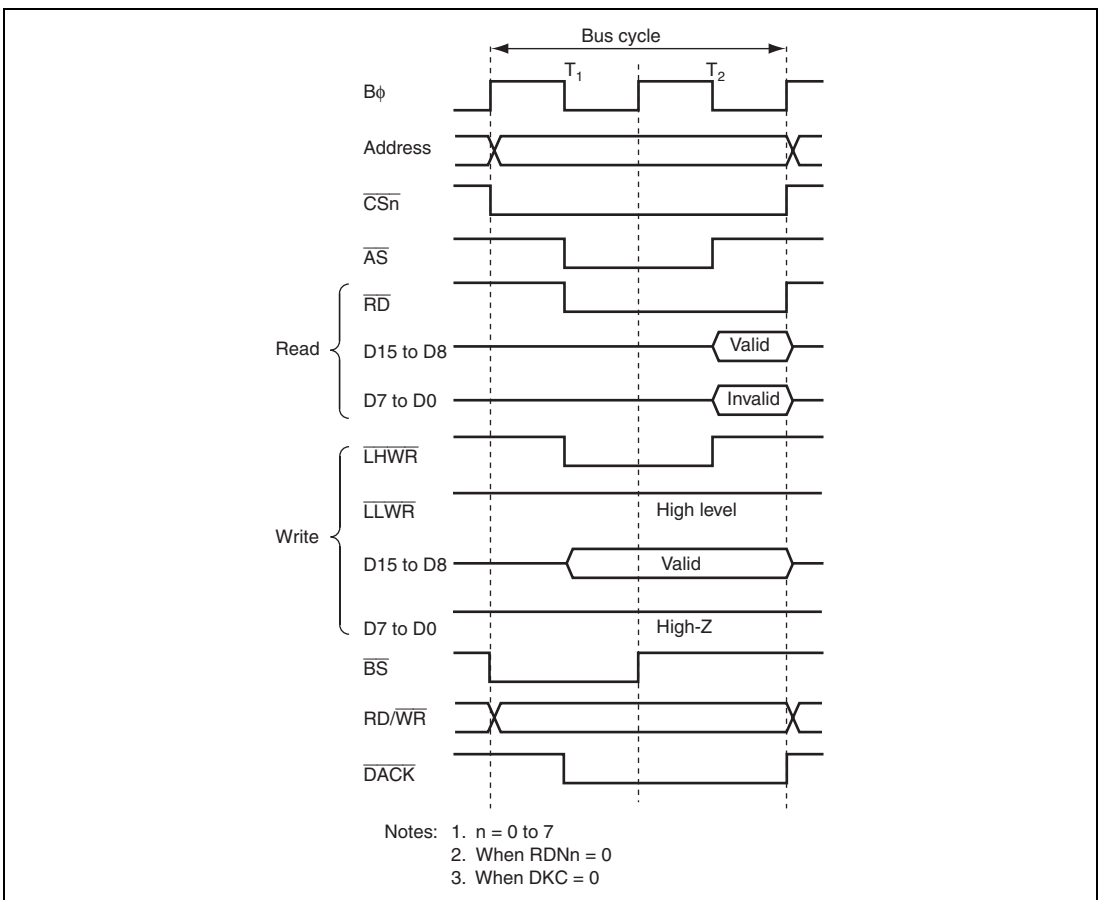 Bus cycle
T1 T2
Bφ
Address
CSn
AS
RD
Read
D15 to D8 Valid
D7 to D0 Invalid
LHWR
LLWR High level
Write
D15 to D8 Valid
D7 to D0 High-Z
BS
RD/WR
DACK
Notes: 1. n = 0 to 7
2. When RDNn = 0
3. When DKC = 0